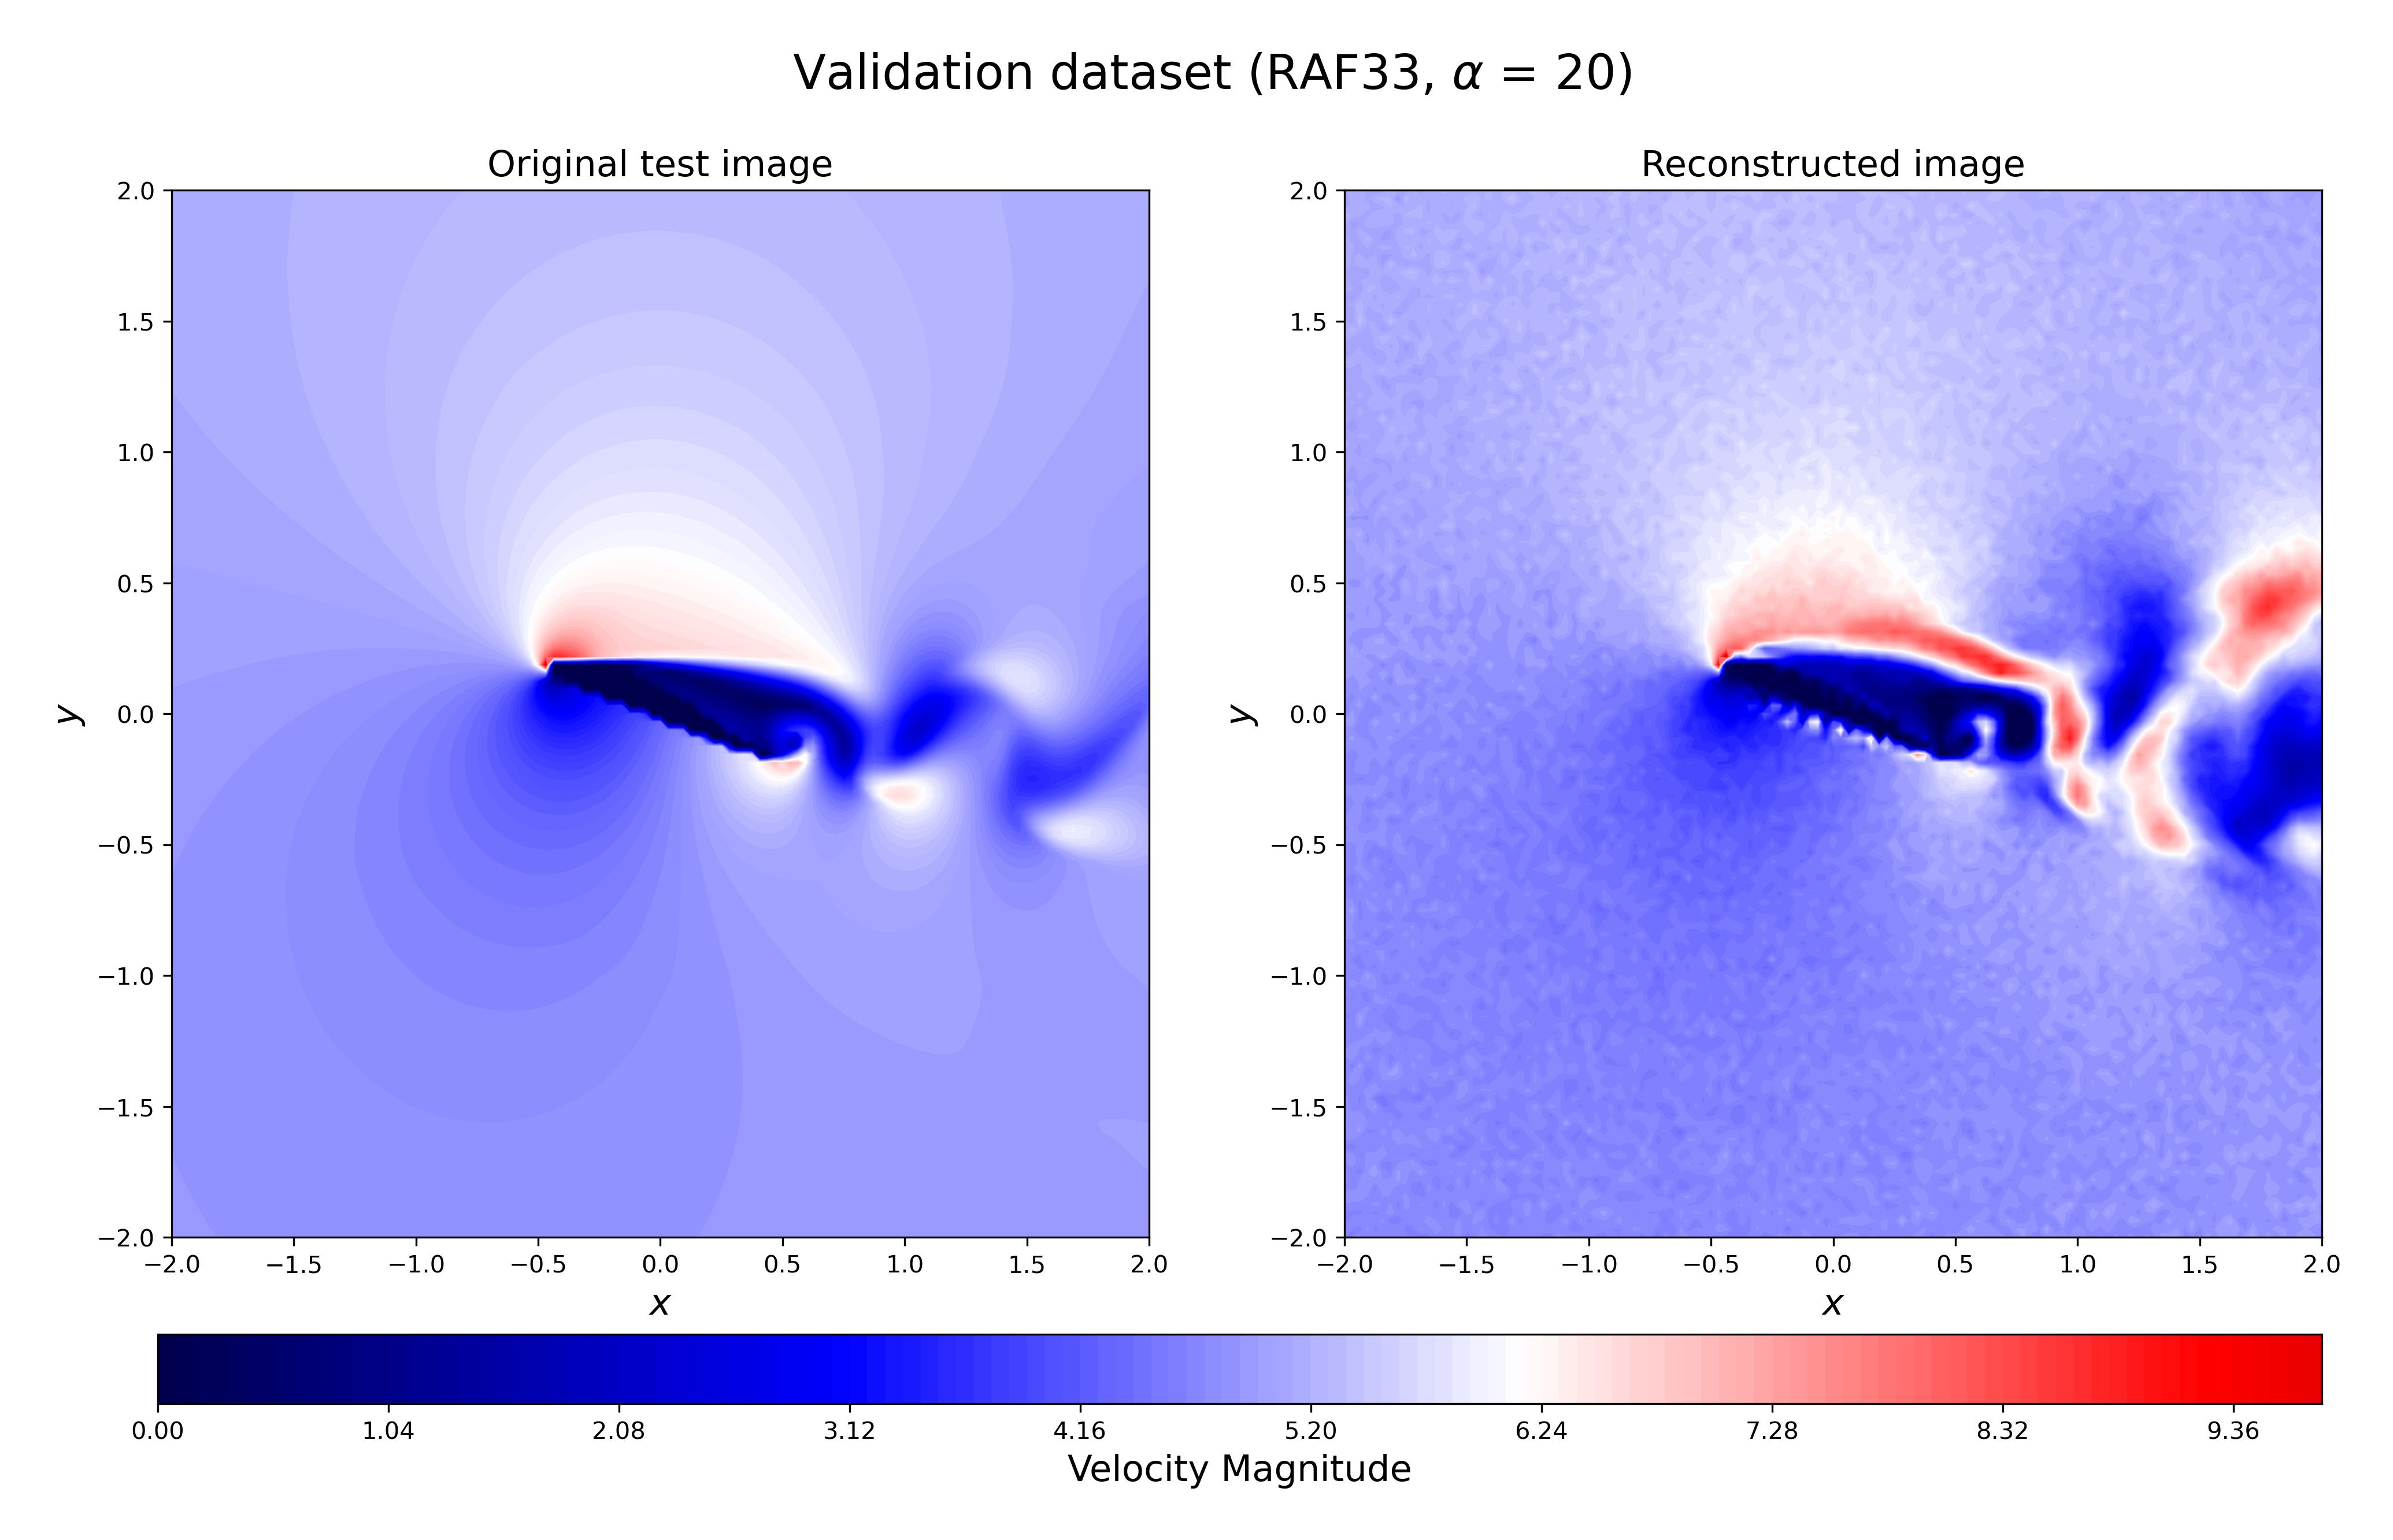 Validation dataset (RAF33, α = 20)
Original test image
2.0
1.5
1.0
0.5
0.0
−0.5
−1.0
−1.5
−2.0
y
−2.0 −1.5 −1.0 −0.5 0.0 0.5 1.0 1.5 2.0
x
Reconstructed image
2.0
1.5
1.0
0.5
0.0
−0.5
−1.0
−1.5
−2.0
y
−2.0 −1.5 −1.0 −0.5 0.0 0.5 1.0 1.5 2.0
x
0.00 1.04 2.08 3.12 4.16 5.20 6.24 7.28 8.32 9.36
Velocity Magnitude